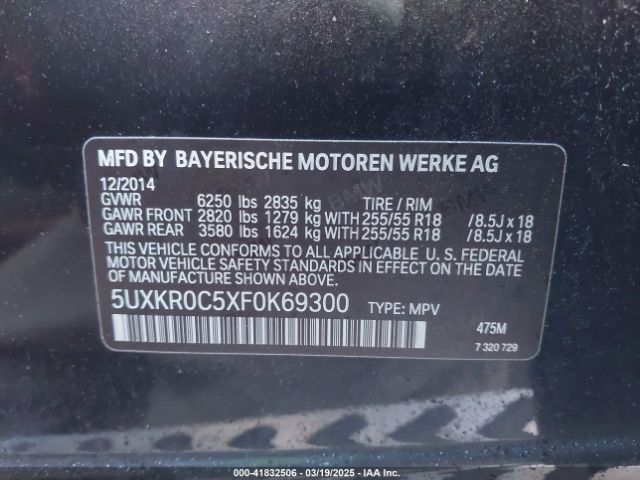 MFD BY BAYERISCHE MOTOREN WERKE AG
12/2014
GVWR 6250 lbs 2835 kg TIRE / RIM
GAWR FRONT 2820 lbs 1279 kg WITH 255/55 R18 /8.5J x 18
GAWR REAR 3580 lbs 1624 kg WITH 255/55 R18 /8.5J x 18
THIS VEHICLE CONFORMS TO ALL APPLICABLE U. S. FEDERAL
MOTOR VEHICLE SAFETY STANDARDS IN EFFECT ON THE DATE
OF MANUFACTURE SHOWN ABOVE.
5UXKR0C5XF0K69300 TYPE: MPV
475M
7 320 729
000-41832506 - 03/19/2025 - IAA Inc.